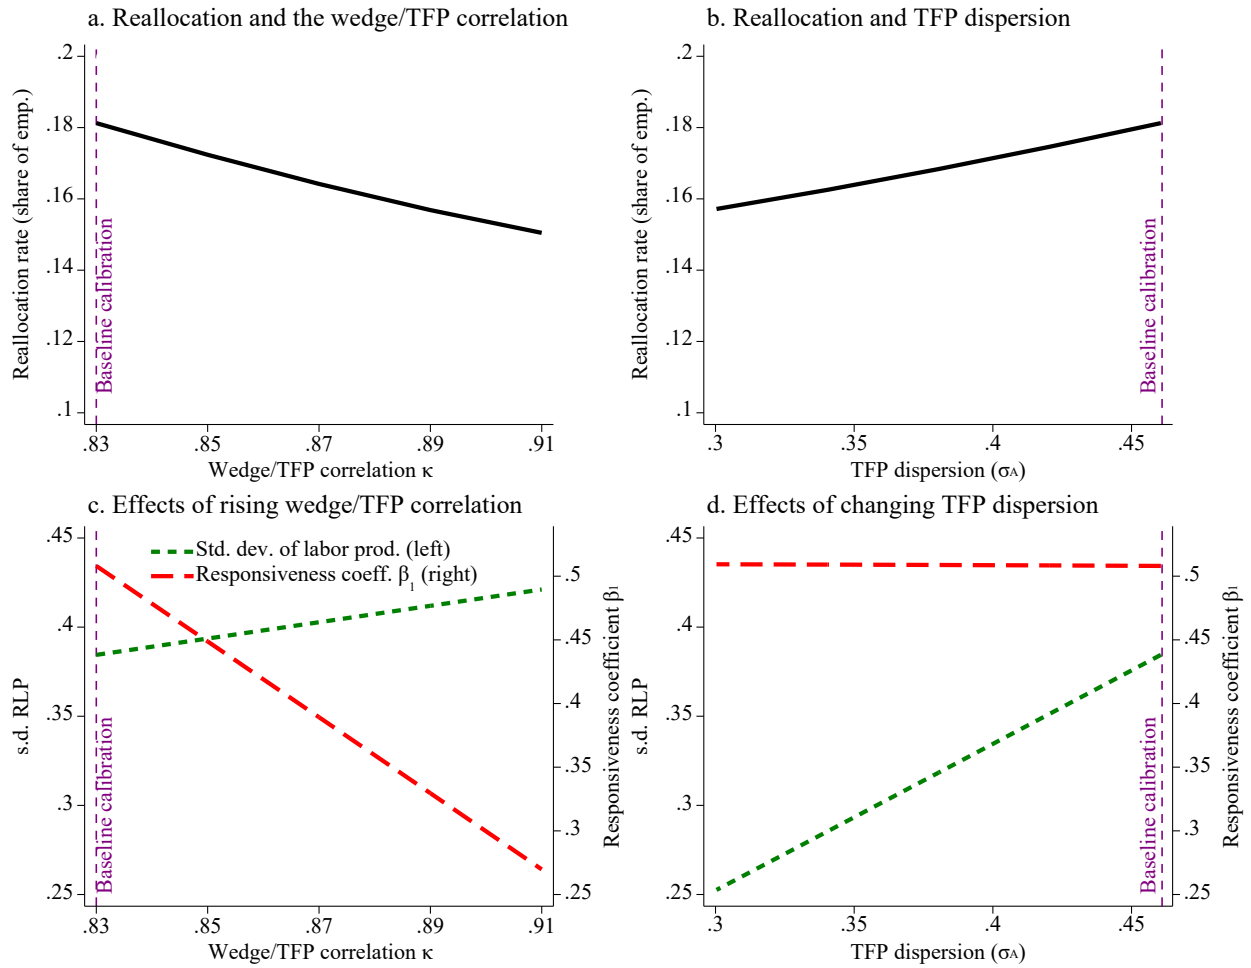 a. Reallocation and the wedge/TFP correlation
Reallocation rate (share of emp.)
.2
.18
.16
.14
.12
.1
Baseline calibration
.83 .85 .87 .89 .91
Wedge/TFP correlation κ
b. Reallocation and TFP dispersion
Reallocation rate (share of emp.)
.2
.18
.16
.14
.12
.1
Baseline calibration
.3 .35 .4 .45
TFP dispersion (σA)
c. Effects of rising wedge/TFP correlation
s.d. RLP
.45
.4
.35
.3
.25
Std. dev. of labor prod. (left)
Responsiveness coeff. β1 (right)
Baseline calibration
.5
.45
.4
.35
.3
.25
Responsiveness coefficient β1
.83 .85 .87 .89 .91
Wedge/TFP correlation κ
d. Effects of changing TFP dispersion
s.d. RLP
.45
.4
.35
.3
.25
Baseline calibration
.5
.45
.4
.35
.3
.25
Responsiveness coefficient β1
.3 .35 .4 .45
TFP dispersion (σA)